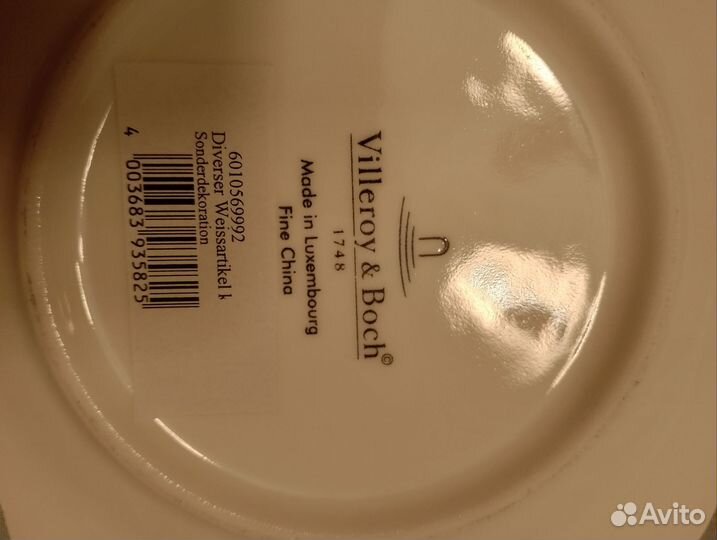 Villeroy & Boch©
1748
Made in Luxembourg
Fine China
6010569992
Diverser Weissartikel k
Sonderdekoration
4 003683 935825
Avito